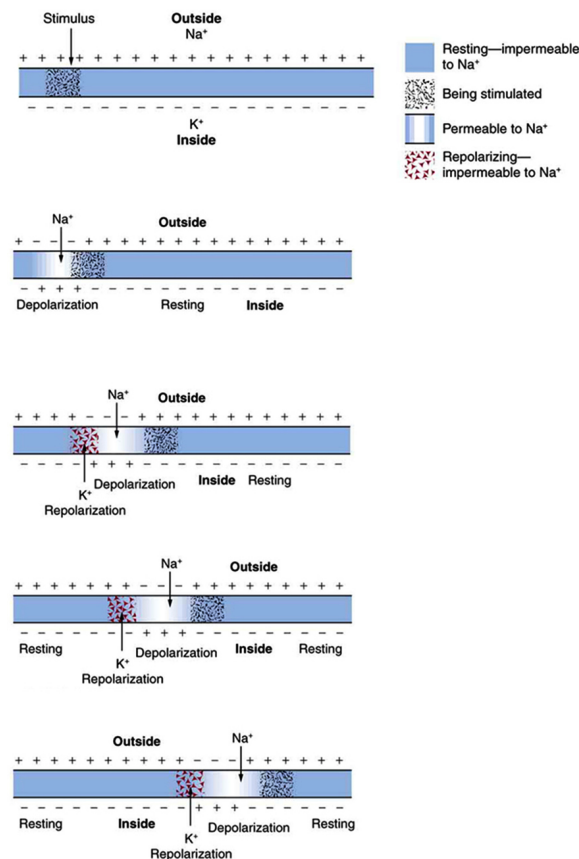 Stimulus
Outside
Na⁺
+ + + + + + + + + + + + + + + + + + + +
– – – – – – – – – – – – – – – – – – –
K⁺
Inside
Resting—impermeable
to Na⁺
Being stimulated
Permeable to Na⁺
Repolarizing—
impermeable to Na⁺
Na⁺
Outside
+ – – – + + + + + + + + + + + + + + +
– + + + – – – – – – – – – – – – – – –
Depolarization Resting Inside
Na⁺
Outside
+ + + + – – – + + + + + + + + + + + +
– – – – + + + – – – – – – – – – – – –
Depolarization Inside Resting
K⁺
Repolarization
Na⁺
Outside
+ + + + + + + – – – + + + + + + + + +
– – – – – – – + + + – – – – – – – – –
Resting Depolarization Inside Resting
K⁺
Repolarization
Outside
Na⁺
+ + + + + + + + + + – – – + + + + + +
– – – – – – – – – – + + + – – – – – –
Resting Inside Depolarization Resting
K⁺
Repolarization